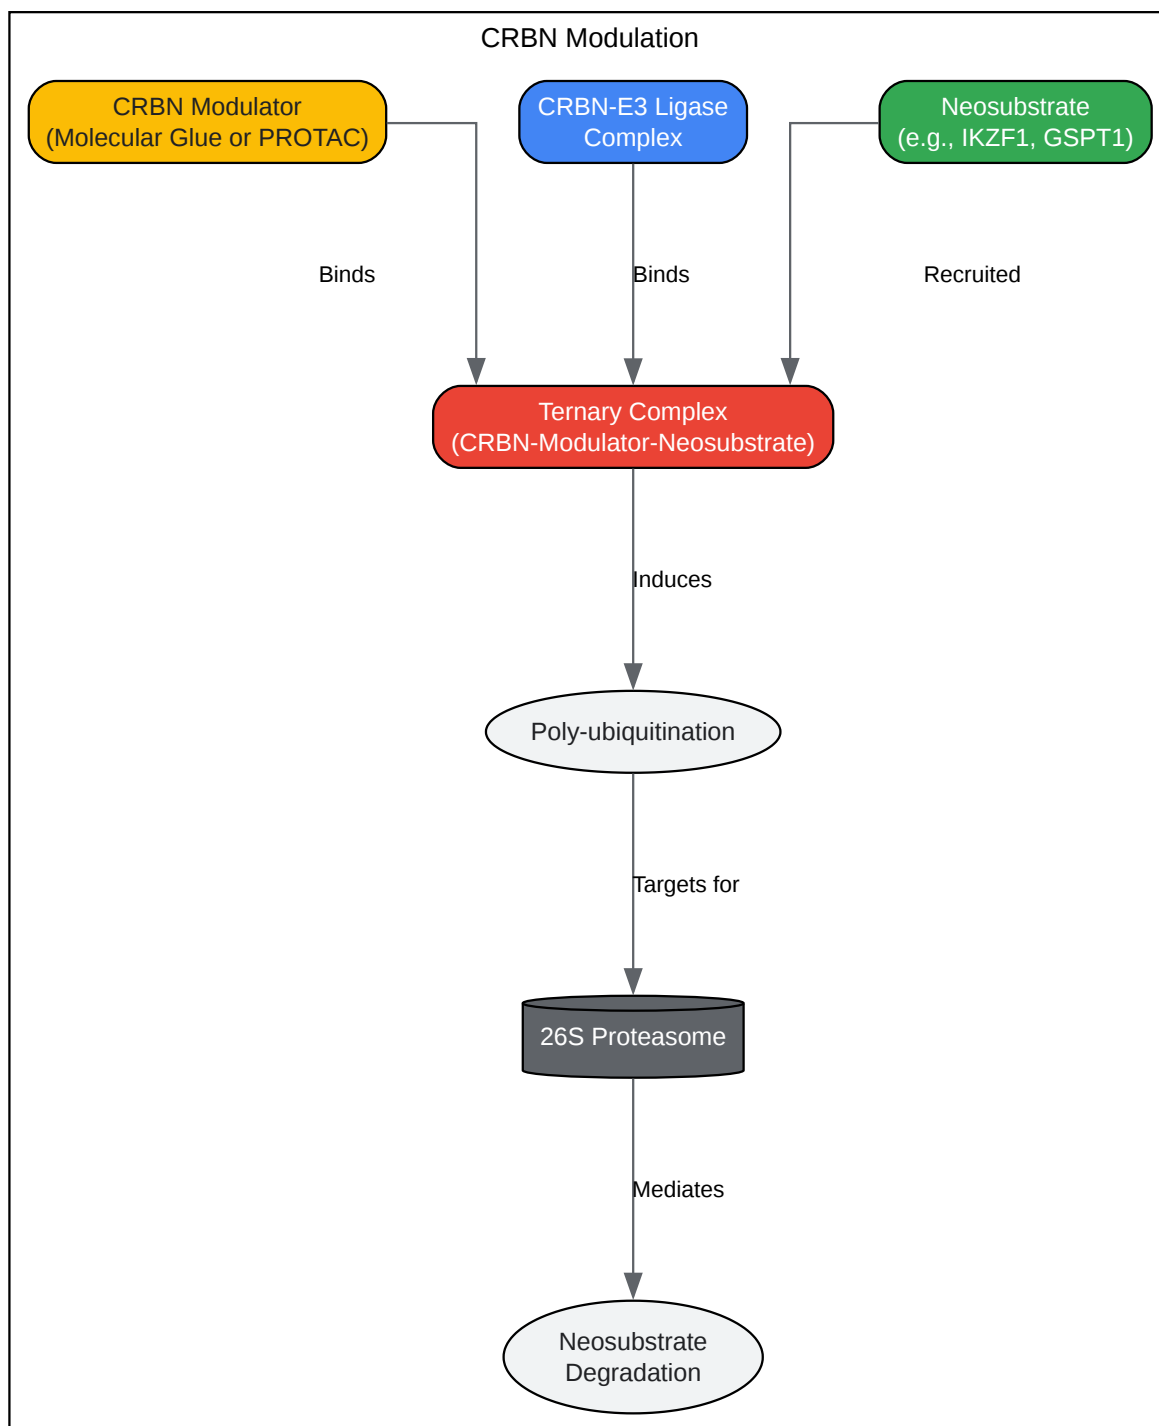 CRBN Modulation
CRBN Modulator
(Molecular Glue or PROTAC)
CRBN-E3 Ligase
Complex
Neosubstrate
(e.g., IKZF1, GSPT1)
Binds
Binds
Recruited
Ternary Complex
(CRBN-Modulator-Neosubstrate)
Induces
Poly-ubiquitination
Targets for
26S Proteasome
Mediates
Neosubstrate
Degradation